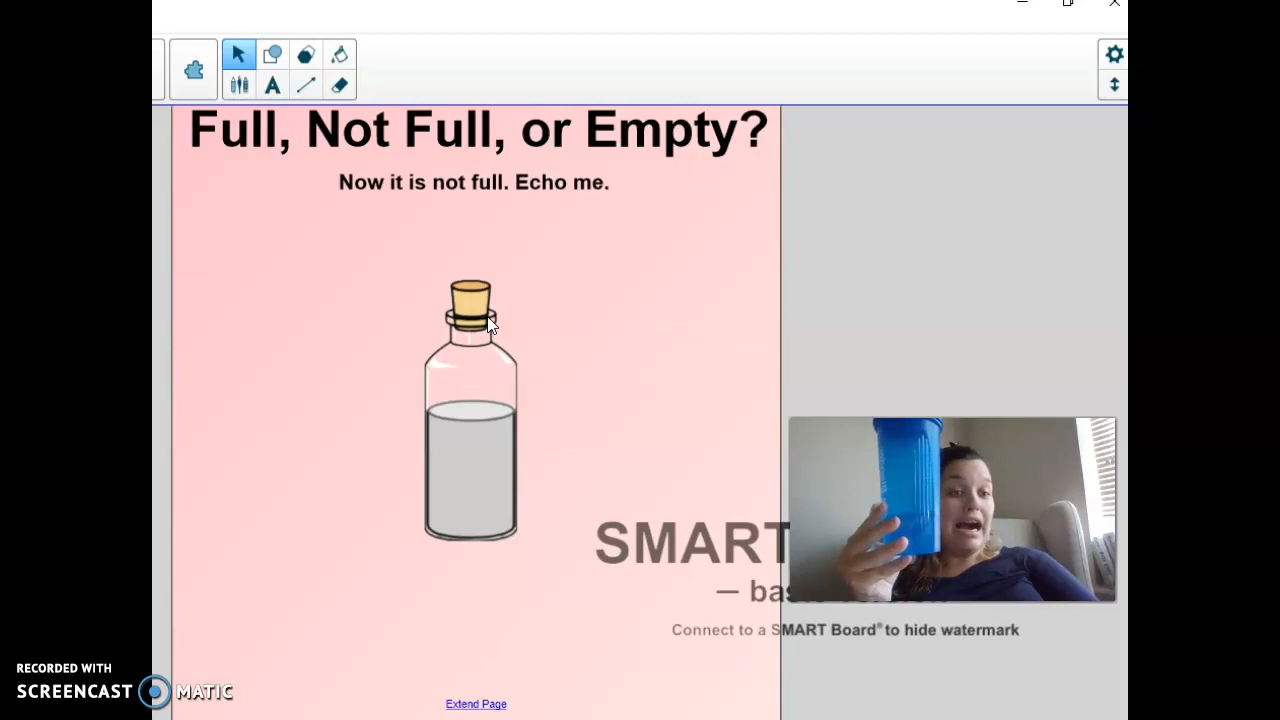 Full, Not Full, or Empty?
Now it is not full. Echo me.
SMART
— ba
Connect to a SMART Board® to hide watermark
Extend Page
RECORDED WITH
SCREENCAST MATIC